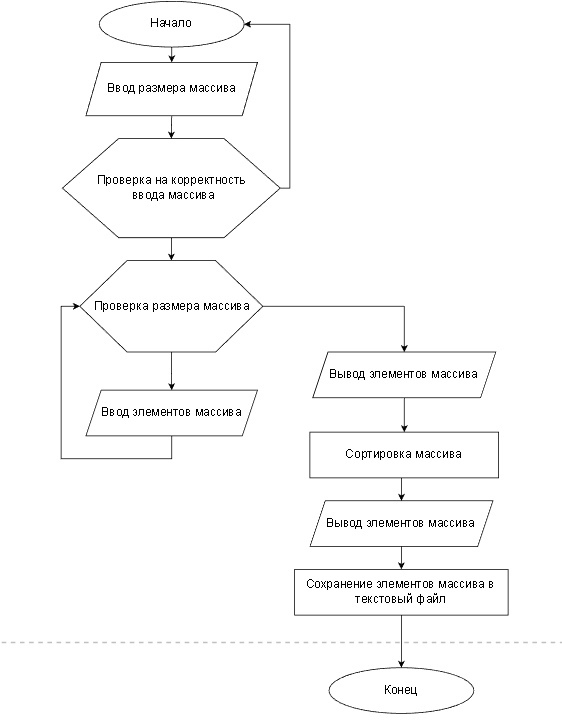 Начало
Ввод размера массива
Проверка на корректность
ввода массива
Проверка размера массива
Ввод элементов массива
Вывод элементов массива
Сортировка массива
Вывод элементов массива
Сохранение элементов массива в
текстовый файл
Конец